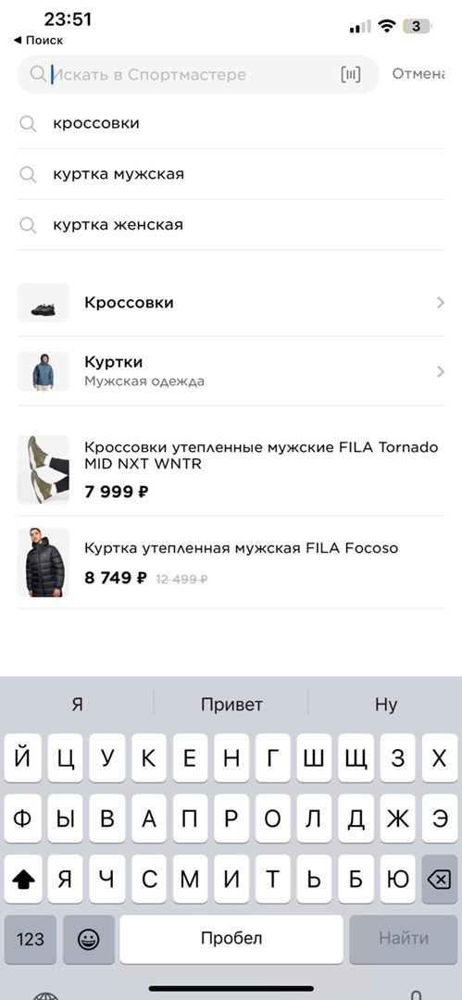 23:51
3
Поиск
Искать в Спортмастере
Отмена
кроссовки
куртка мужская
куртка женская
Кроссовки
Куртки
Мужская одежда
Кроссовки утепленные мужские FILA Tornado
MID NXT WNTR
7 999 ₽
Куртка утепленная мужская FILA Focoso
8 749 ₽ 12 499 ₽
Я Привет Ну
Й Ц У К Е Н Г Ш Щ З Х
Ф Ы В А П Р О Л Д Ж Э
Я Ч С М И Т Ь Б Ю
123 Пробел Найти